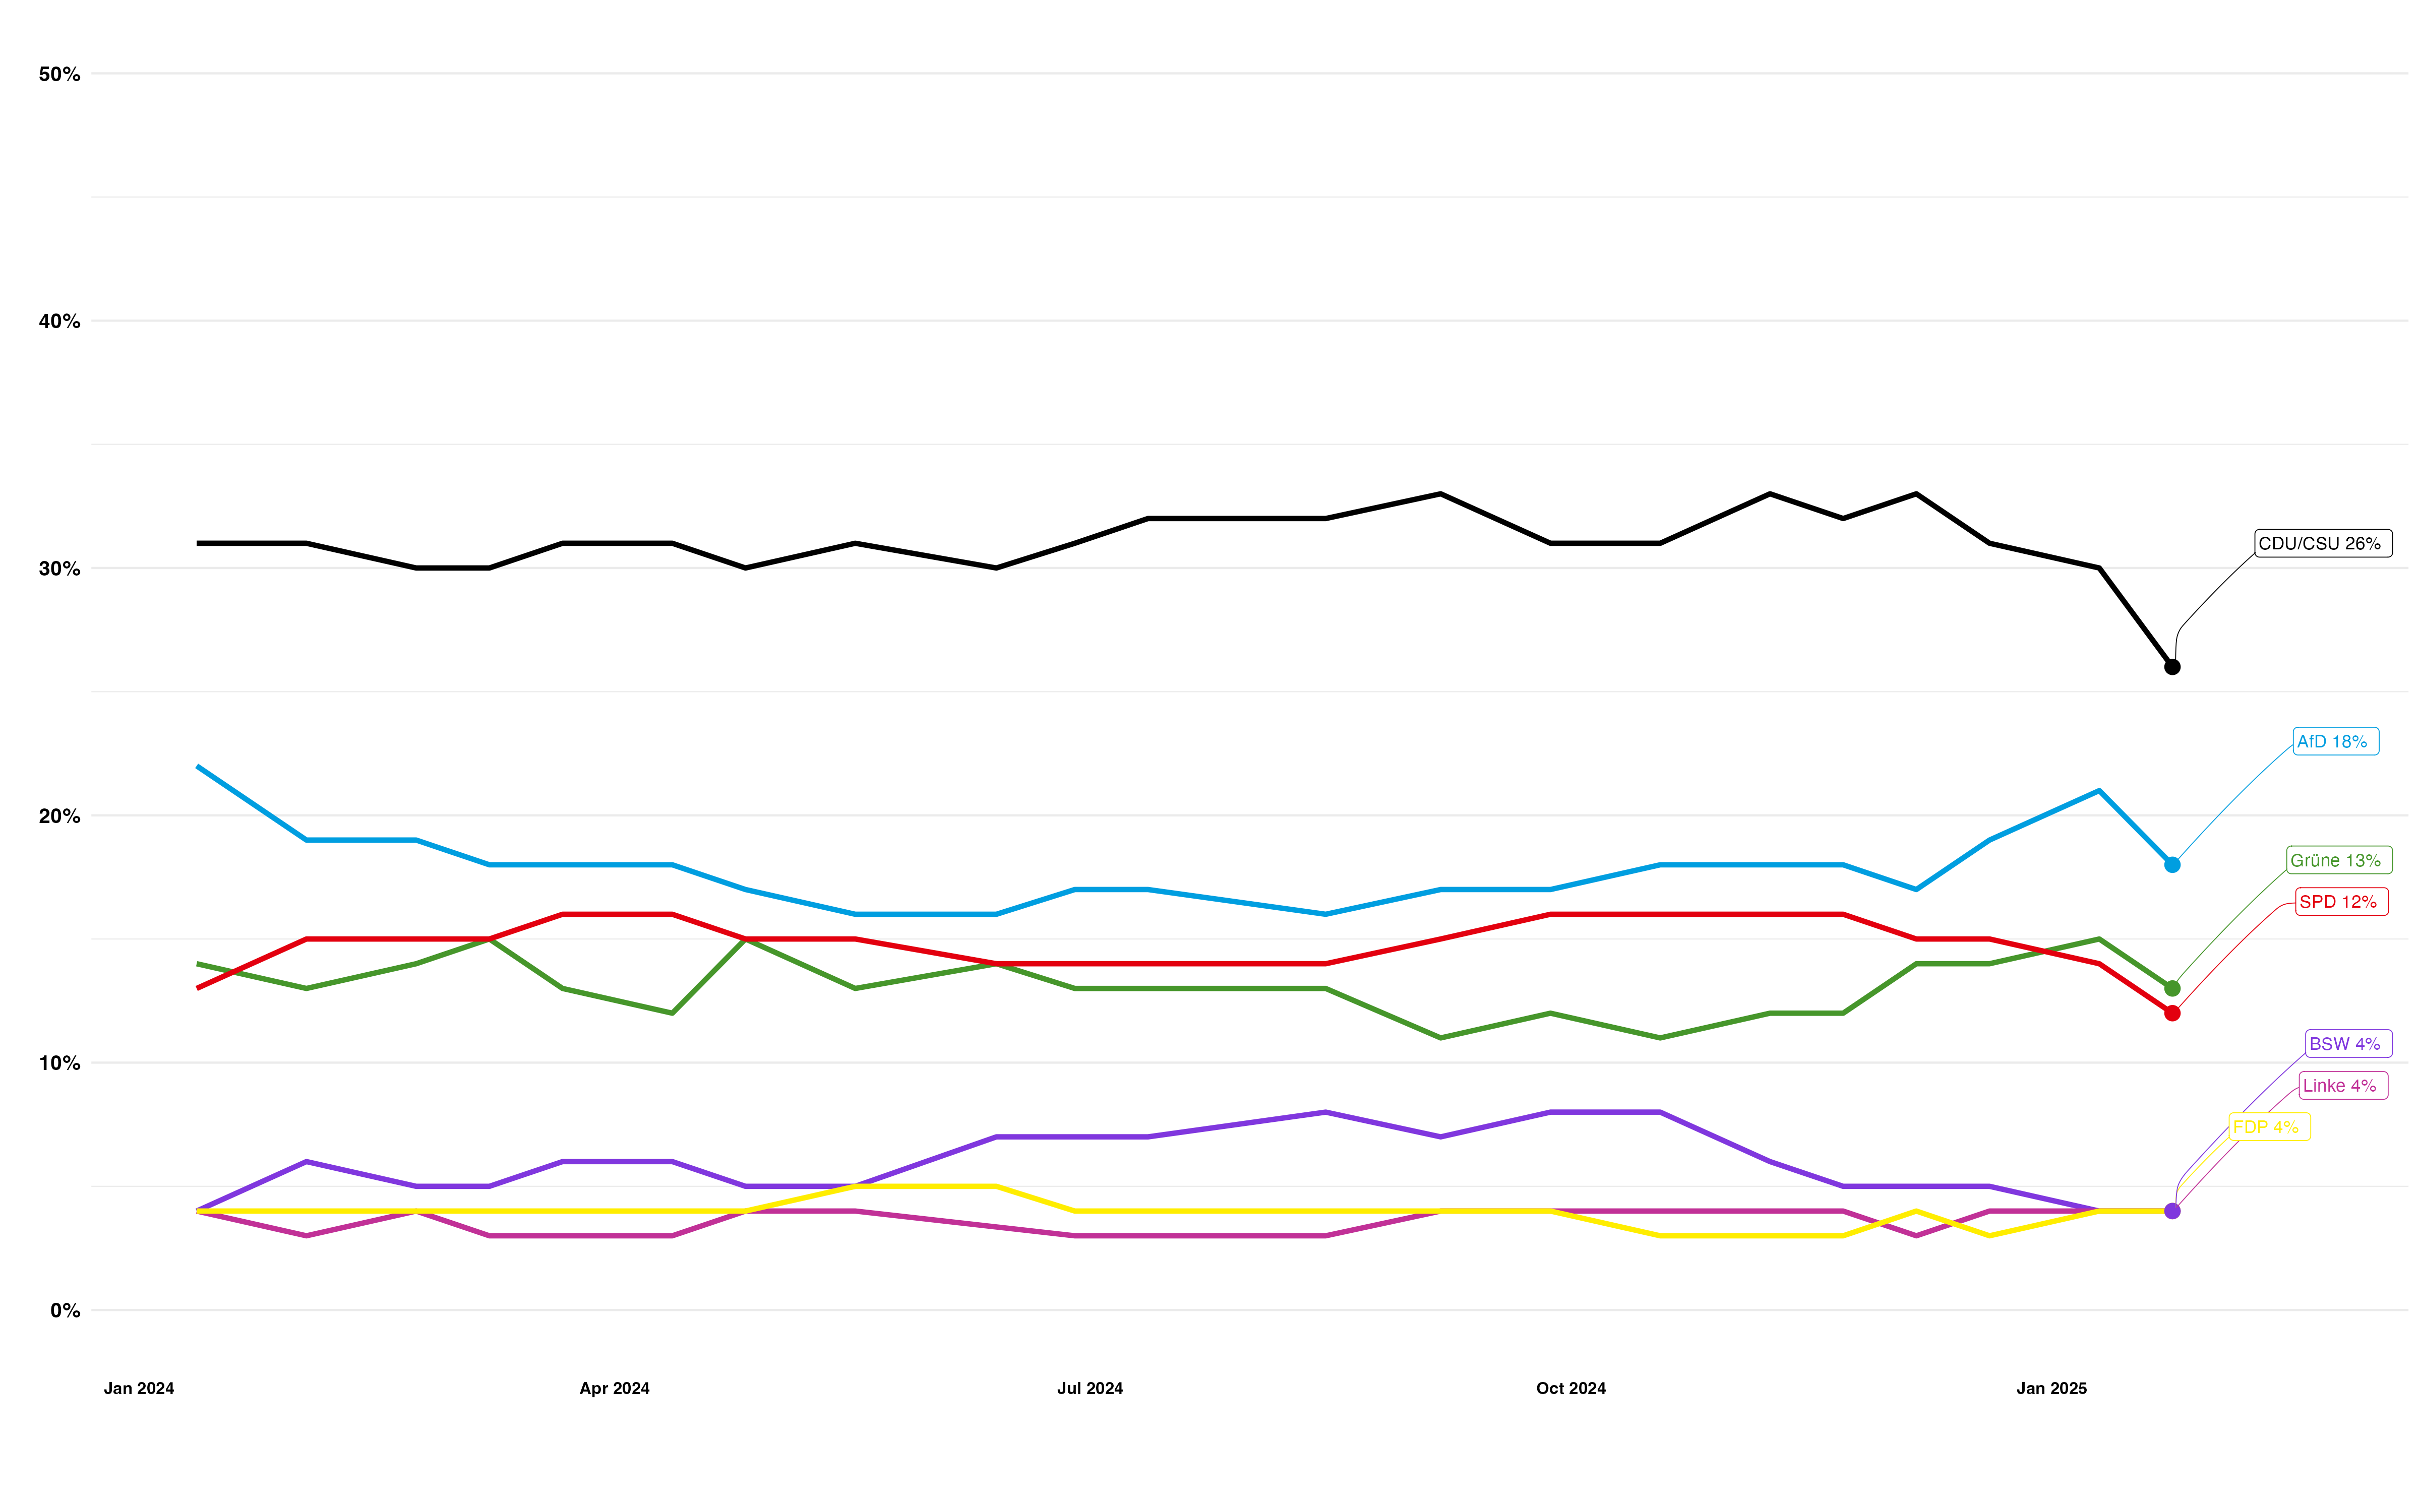 50%
40%
30%
20%
10%
0%
CDU/CSU 26%
AfD 18%
Grüne 13%
SPD 12%
BSW 4%
Linke 4%
FDP 4%
Jan 2024
Apr 2024
Jul 2024
Oct 2024
Jan 2025